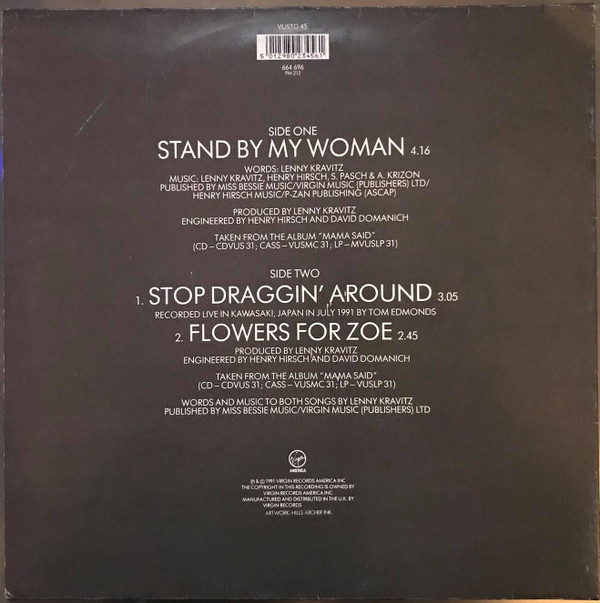 VUSTG 45
5 012980 234561
664 696
PM 212
SIDE ONE
STAND BY MY WOMAN 4.16
WORDS: LENNY KRAVITZ
MUSIC: LENNY KRAVITZ, HENRY HIRSCH, S. PASCH & A. KRIZON
PUBLISHED BY MISS BESSIE MUSIC/VIRGIN MUSIC (PUBLISHERS) LTD/
HENRY HIRSCH MUSIC/P-ZAN PUBLISHING (ASCAP)
PRODUCED BY LENNY KRAVITZ
ENGINEERED BY HENRY HIRSCH AND DAVID DOMANICH
TAKEN FROM THE ALBUM "MAMA SAID"
(CD – CDVUS 31; CASS – VUSMC 31; LP – MVUSLP 31)
SIDE TWO
1. STOP DRAGGIN' AROUND 3.05
RECORDED LIVE IN KAWASAKI, JAPAN IN JULY 1991 BY TOM EDMONDS
2. FLOWERS FOR ZOE 2.45
PRODUCED BY LENNY KRAVITZ
ENGINEERED BY HENRY HIRSCH AND DAVID DOMANICH
TAKEN FROM THE ALBUM "MAMA SAID"
(CD – CDVUS 31; CASS – VUSMC 31; LP – VUSLP 31)
WORDS AND MUSIC TO BOTH SONGS BY LENNY KRAVITZ
PUBLISHED BY MISS BESSIE MUSIC/VIRGIN MUSIC (PUBLISHERS) LTD
Virgin
AMERICA
℗ & © 1991 VIRGIN RECORDS AMERICA INC
THE COPYRIGHT IN THIS RECORDING IS OWNED BY
VIRGIN RECORDS AMERICA INC
MANUFACTURED AND DISTRIBUTED IN THE U.K. BY
VIRGIN RECORDS
ARTWORK: HILLS ARCHER INK.